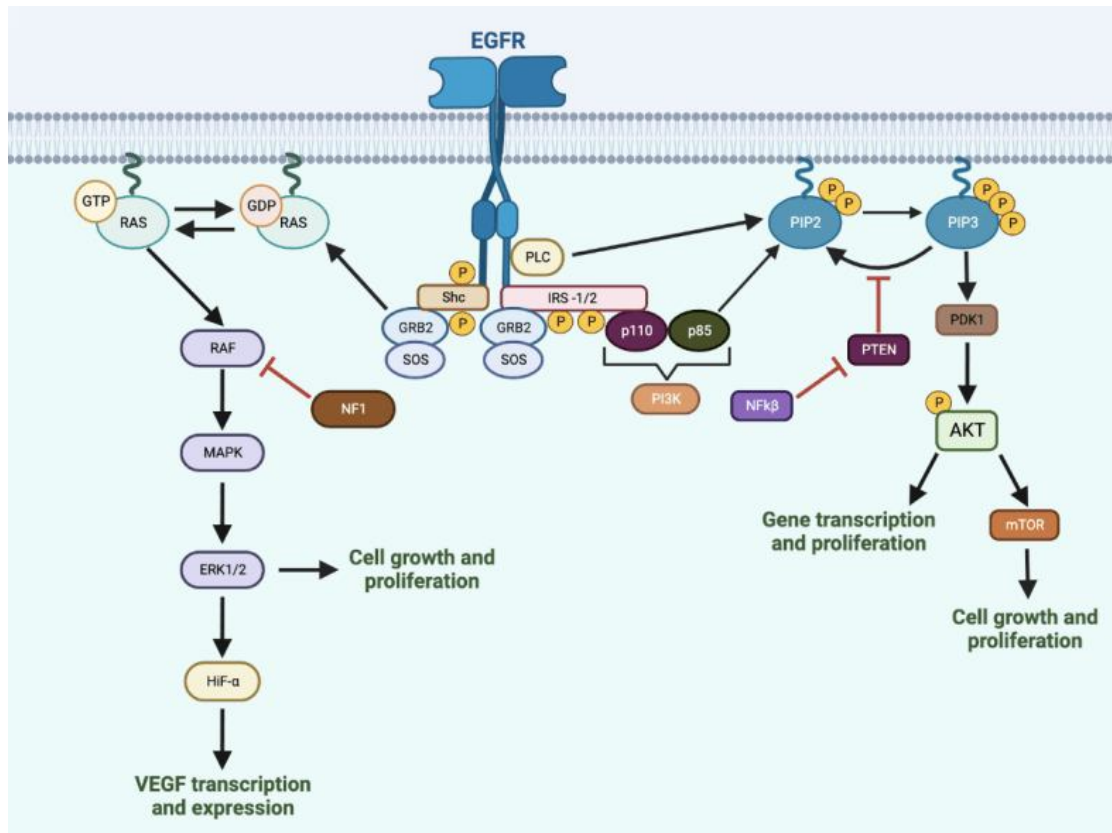 EGFR
GTP
RAS
GDP
RAS
PLC
PIP2
P
P
PIP3
P
P
P
P
Shc
P
GRB2
SOS
IRS -1/2
GRB2
SOS
P
P
p110
p85
PI3K
NFkβ
PTEN
PDK1
P
AKT
RAF
NF1
MAPK
ERK1/2
Cell growth and
proliferation
HiF-α
VEGF transcription
and expression
Gene transcription
and proliferation
mTOR
Cell growth and
proliferation